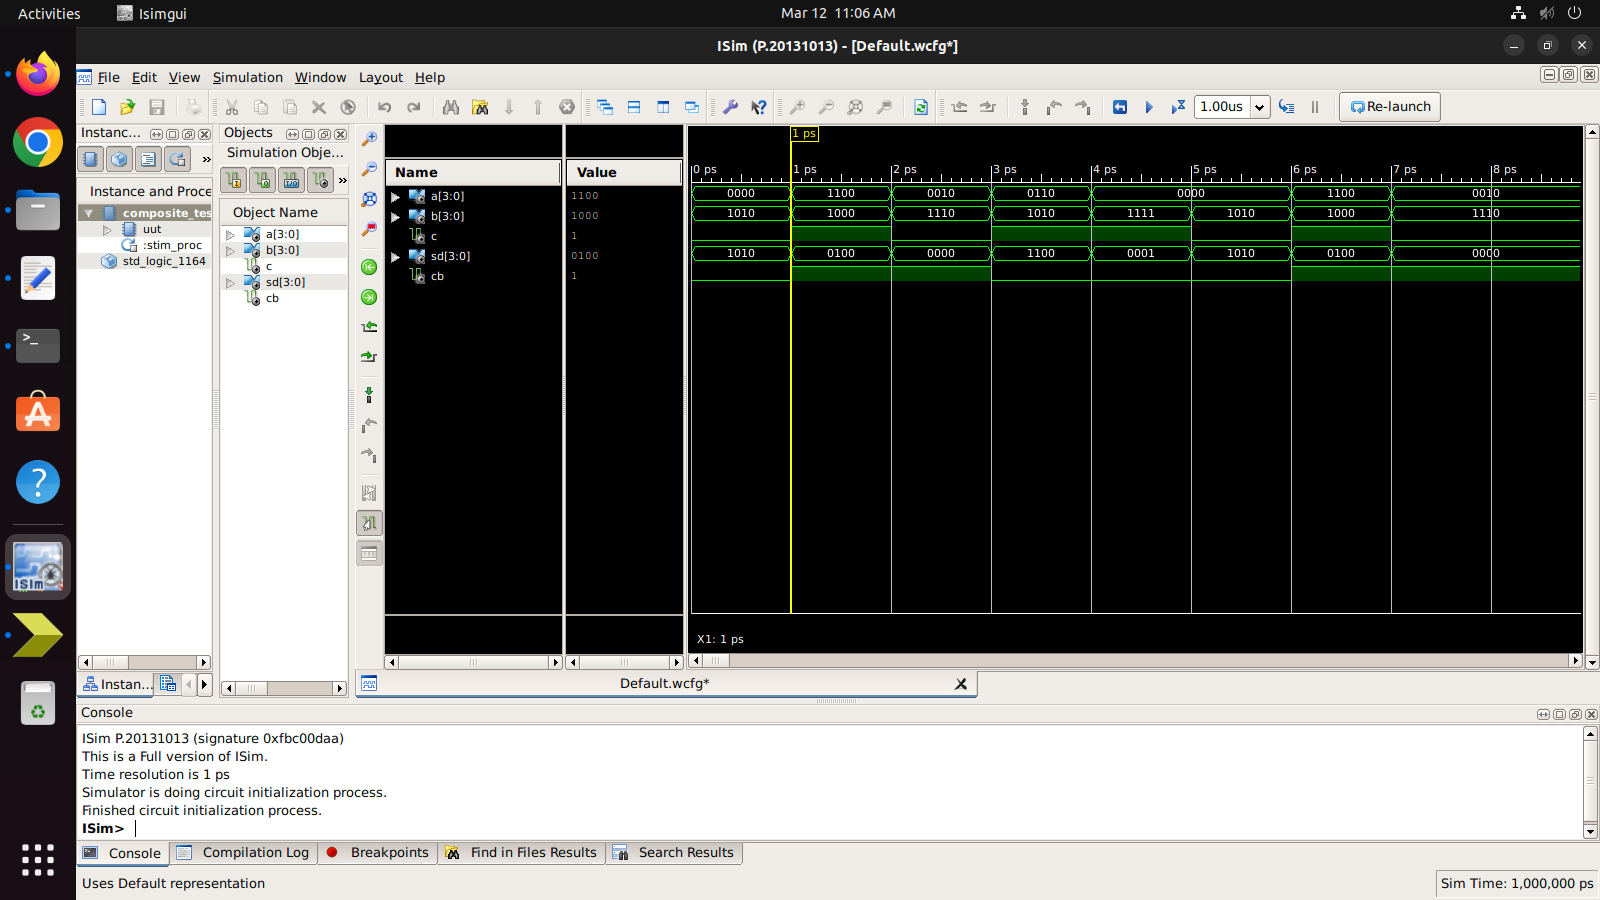 Activities
Isimgui
Mar 12 11:06 AM
ISim (P.20131013) - [Default.wcfg*]
File Edit View Simulation Window Layout Help
1.00us
Re-launch
Instanc...
Instance and Proce
composite_tes
uut
:stim_proc
std_logic_1164
Instan...
Objects
Simulation Obje...
Object Name
a[3:0]
b[3:0]
c
sd[3:0]
cb
Name Value
a[3:0] 1100
b[3:0] 1000
c 1
sd[3:0] 0100
cb 1
1 ps
0 ps 1 ps 2 ps 3 ps 4 ps 5 ps 6 ps 7 ps 8 ps
0000 1100 0010 0110 0000 1100 0010
1010 1000 1110 1010 1111 1010 1000 1110
1010 0100 0000 1100 0001 1010 0100 0000
X1: 1 ps
Default.wcfg*
Console
ISim P.20131013 (signature 0xfbc00daa)
This is a Full version of ISim.
Time resolution is 1 ps
Simulator is doing circuit initialization process.
Finished circuit initialization process.
ISim>
Console Compilation Log Breakpoints Find in Files Results Search Results
Uses Default representation
Sim Time: 1,000,000 ps
ISim